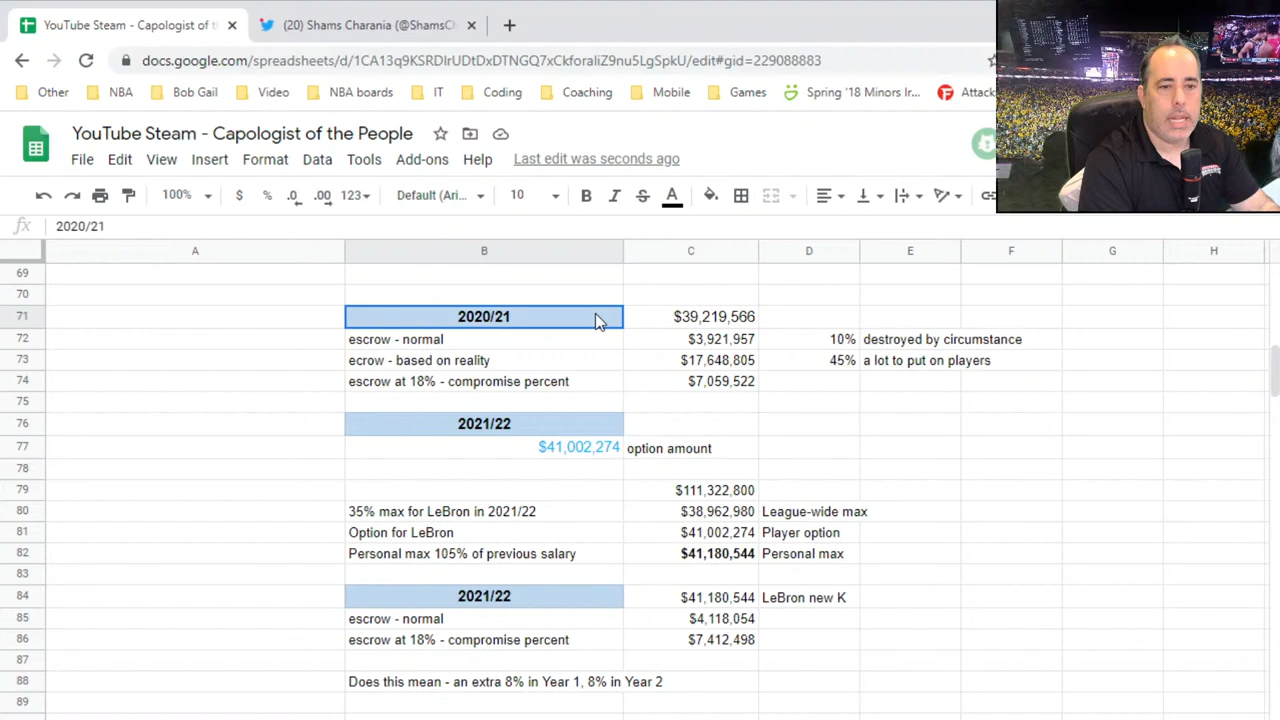 YouTube Steam - Capologist of t
(20) Shams Charania (@ShamsCh
docs.google.com/spreadsheets/d/1CA13q9KSRDIrUDtDxDTNGQ7xCkforaIiZ9nu5LgSpkU/edit#gid=229088883
Other NBA Bob Gail Video NBA boards IT Coding Coaching Mobile Games Spring '18 Minors Ir... Attack
YouTube Steam - Capologist of the People
File Edit View Insert Format Data Tools Add-ons Help Last edit was seconds ago
100% $ % .0 .00 123 Default (Ari... 10 B I S A
fx 2020/21
A B C D E F G H
69
70
71 2020/21 $39,219,566
72 escrow - normal $3,921,957 10% destroyed by circumstance
73 ecrow - based on reality $17,648,805 45% a lot to put on players
74 escrow at 18% - compromise percent $7,059,522
75
76 2021/22
77 $41,002,274 option amount
78
79 $111,322,800
80 35% max for LeBron in 2021/22 $38,962,980 League-wide max
81 Option for LeBron $41,002,274 Player option
82 Personal max 105% of previous salary $41,180,544 Personal max
83
84 2021/22 $41,180,544 LeBron new K
85 escrow - normal $4,118,054
86 escrow at 18% - compromise percent $7,412,498
87
88 Does this mean - an extra 8% in Year 1, 8% in Year 2
89